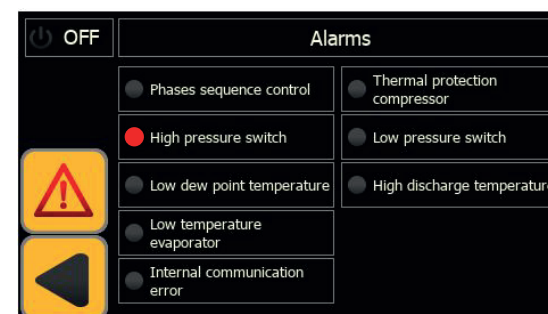 OFF
Alarms
Phases sequence control
Thermal protection
compressor
High pressure switch
Low pressure switch
Low dew point temperature
High discharge temperatur
Low temperature
evaporator
Internal communication
error